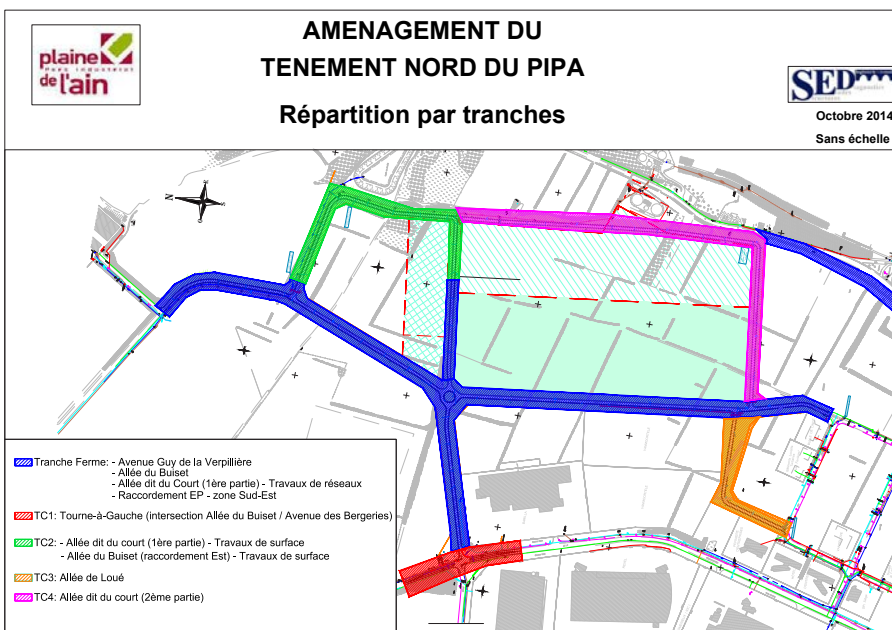 AMENAGEMENT DU
TENEMENT NORD DU PIPA
Répartition par tranches
plaine
Parc Industriel
de l'ain
SED
Octobre 2014
Sans échelle
N
Tranche Ferme: - Avenue Guy de la Verpillière
- Allée du Buiset
- Allée dit du Court (1ère partie) - Travaux de réseaux
- Raccordement EP - zone Sud-Est
TC1: Tourne-à-Gauche (intersection Allée du Buiset / Avenue des Bergeries)
TC2: - Allée dit du court (1ère partie) - Travaux de surface
- Allée du Buiset (raccordement Est) - Travaux de surface
TC3: Allée de Loué
TC4: Allée dit du court (2ème partie)